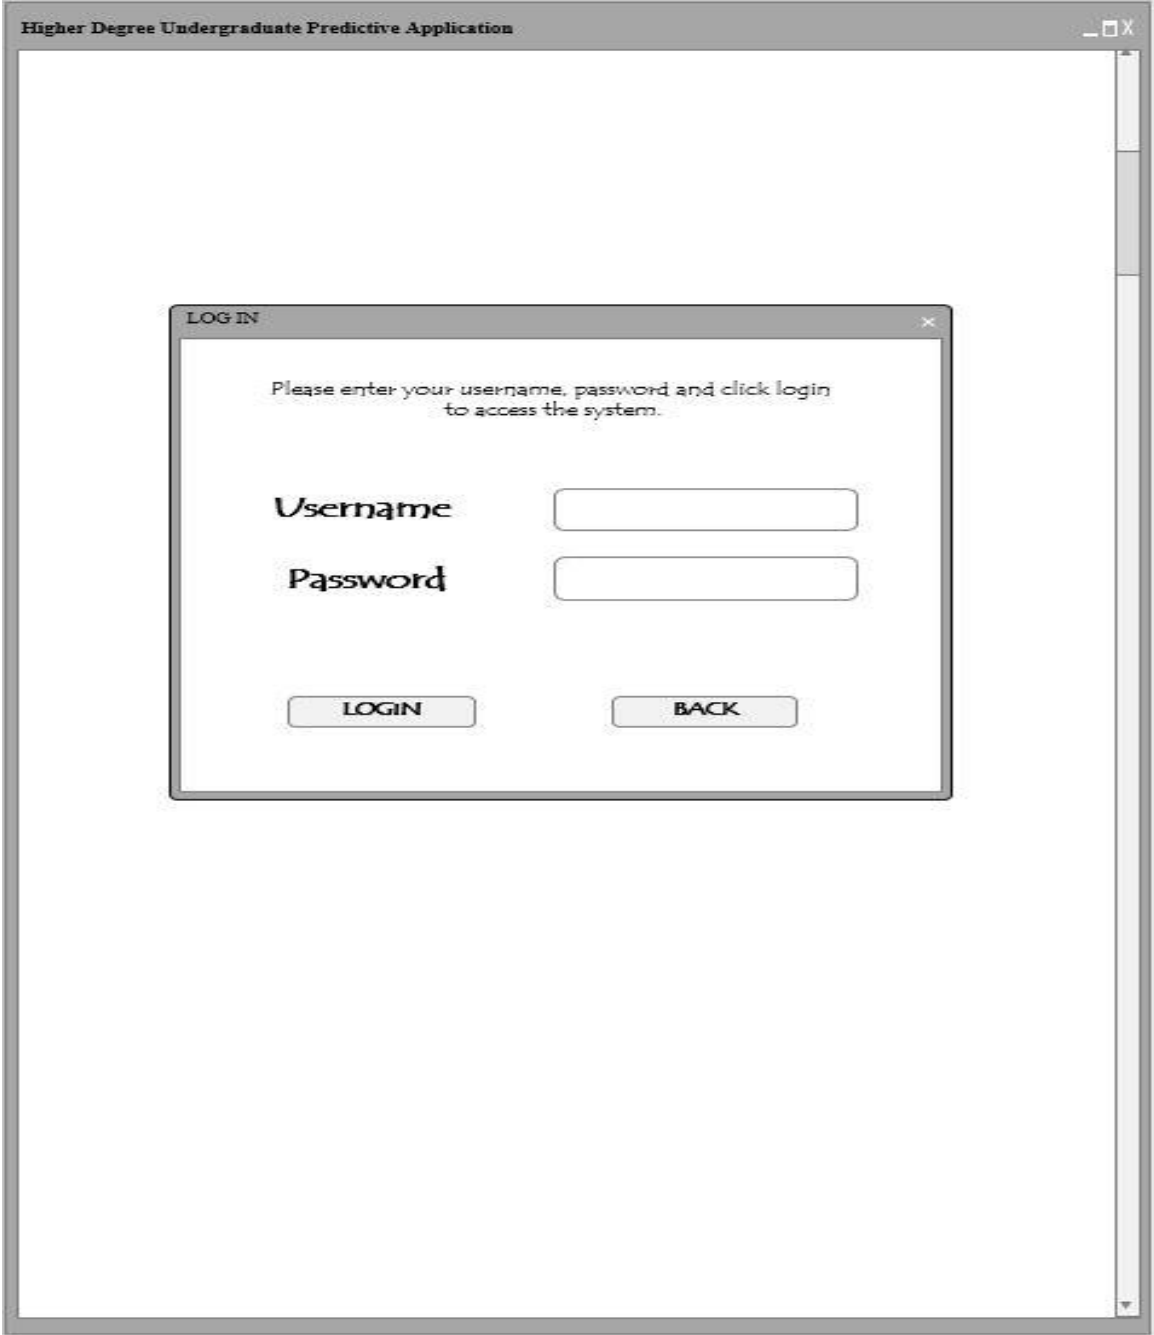 Higher Degree Undergraduate Predictive Application
LOG IN
Please enter your username, password and click login
to access the system.
Username
Password
LOGIN
BACK